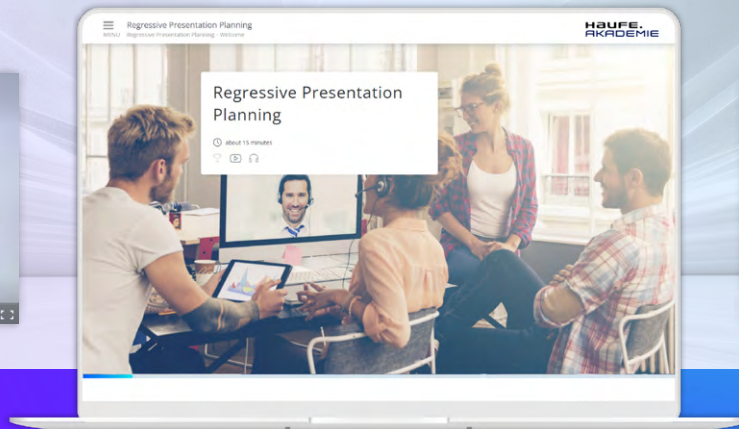 Regressive Presentation Planning
MENU
Regressive Presentation Planning - Welcome
HAUFE.
AKADEMIE
Regressive Presentation
Planning
about 15 minutes